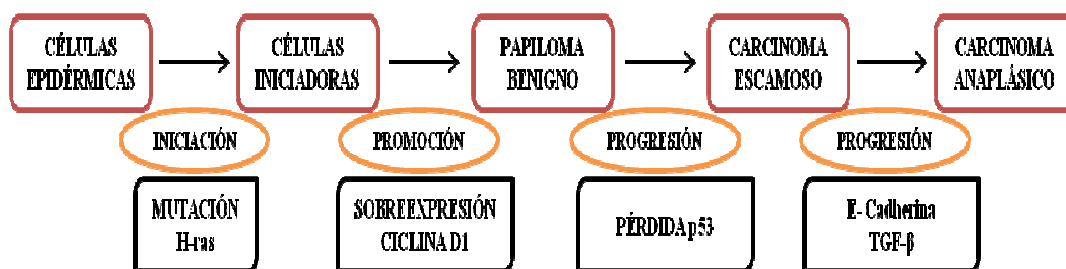 CÉLULAS
EPIDÉRMICAS
CÉLULAS
INICIADORAS
PAPILOMA
BENIGNO
CARCINOMA
ESCAMOSO
CARCINOMA
ANAPLÁSICO
INICIACIÓN
PROMOCIÓN
PROGRESIÓN
PROGRESIÓN
MUTACIÓN
H-ras
SOBREEXPRESIÓN
CICLINA D1
PÉRDIDA p53
E- Cadherina
TGF-β